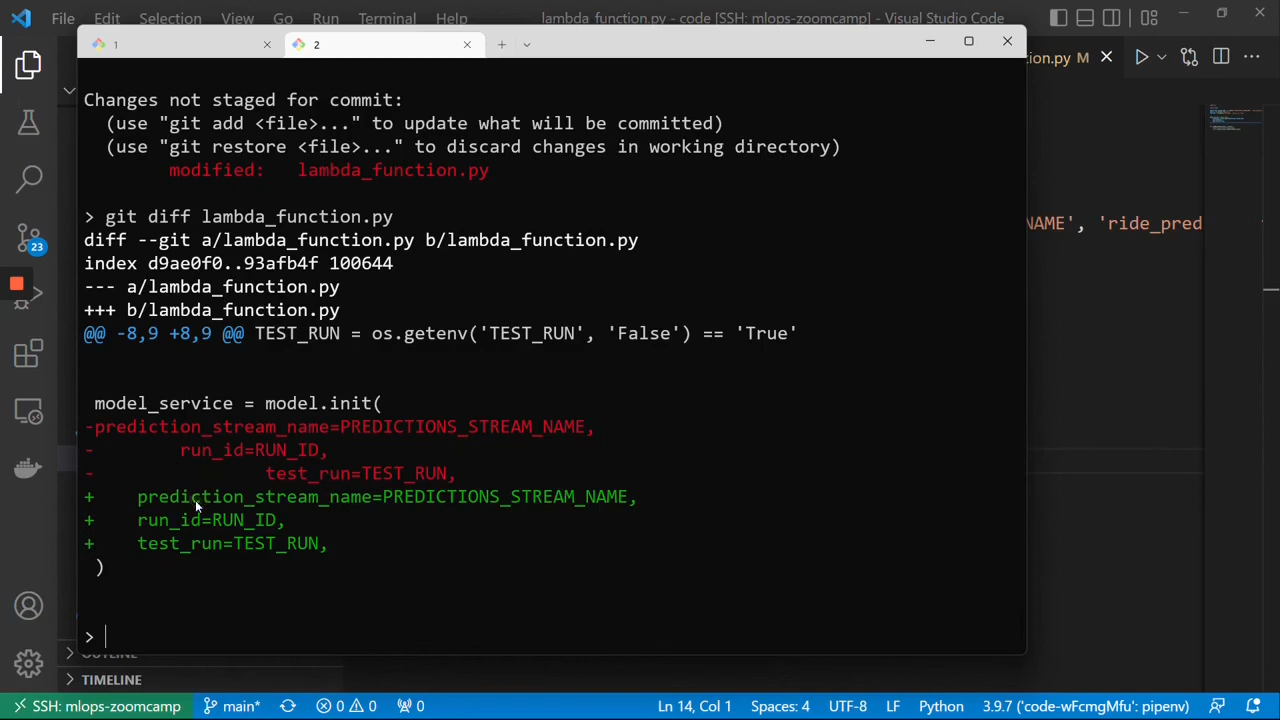 File Edit Selection View Go Run Terminal Help lambda_function.py - code [SSH: mlops-zoomcamp] - Visual Studio Code
1 2
ion.py M
Changes not staged for commit:
(use "git add <file>..." to update what will be committed)
(use "git restore <file>..." to discard changes in working directory)
modified: lambda_function.py
> git diff lambda_function.py
NAME', 'ride_pred
diff --git a/lambda_function.py b/lambda_function.py
index d9ae0f0..93afb4f 100644
--- a/lambda_function.py
+++ b/lambda_function.py
@@ -8,9 +8,9 @@ TEST_RUN = os.getenv('TEST_RUN', 'False') == 'True'
model_service = model.init(
-prediction_stream_name=PREDICTIONS_STREAM_NAME,
- run_id=RUN_ID,
- test_run=TEST_RUN,
+ prediction_stream_name=PREDICTIONS_STREAM_NAME,
+ run_id=RUN_ID,
+ test_run=TEST_RUN,
)
>
23
OUTLINE
TIMELINE
SSH: mlops-zoomcamp main* 0 0 0 Ln 14, Col 1 Spaces: 4 UTF-8 LF Python 3.9.7 ('code-wFcmgMfu': pipenv)